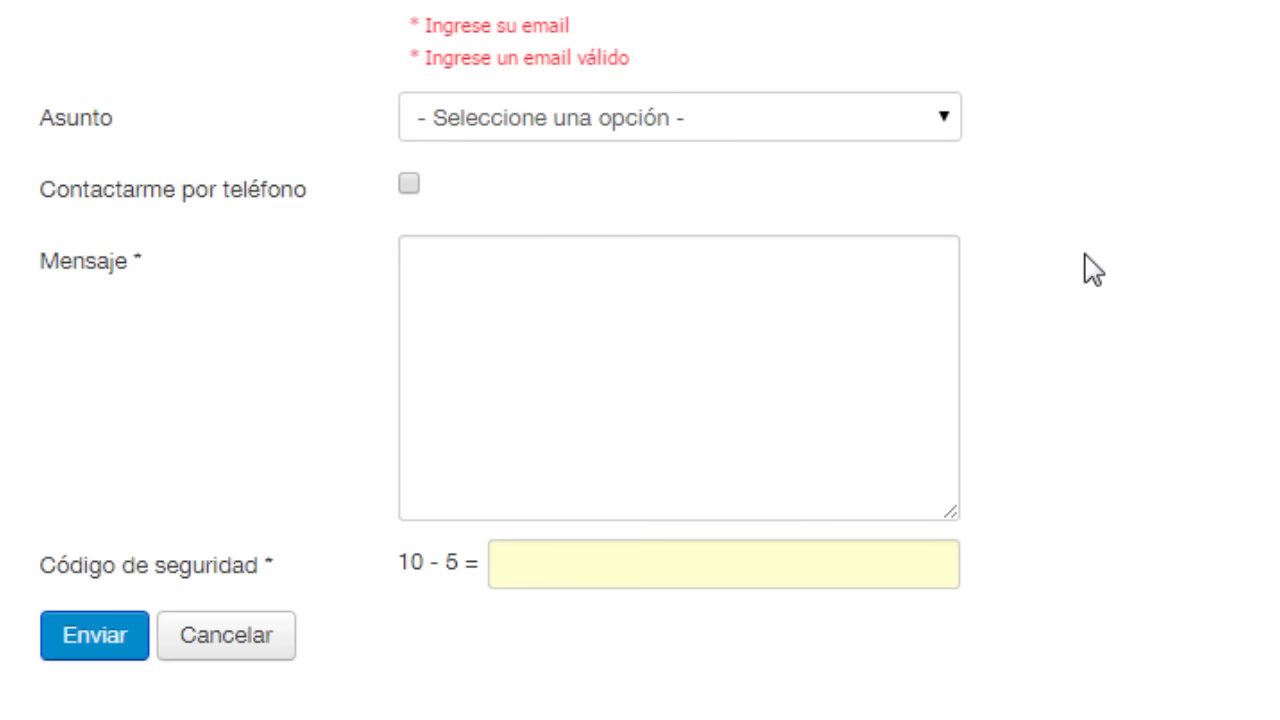 * Ingrese su email
* Ingrese un email válido
Asunto
- Seleccione una opción -
Contactarme por teléfono
Mensaje *
Código de seguridad *
10 - 5 =
Enviar
Cancelar